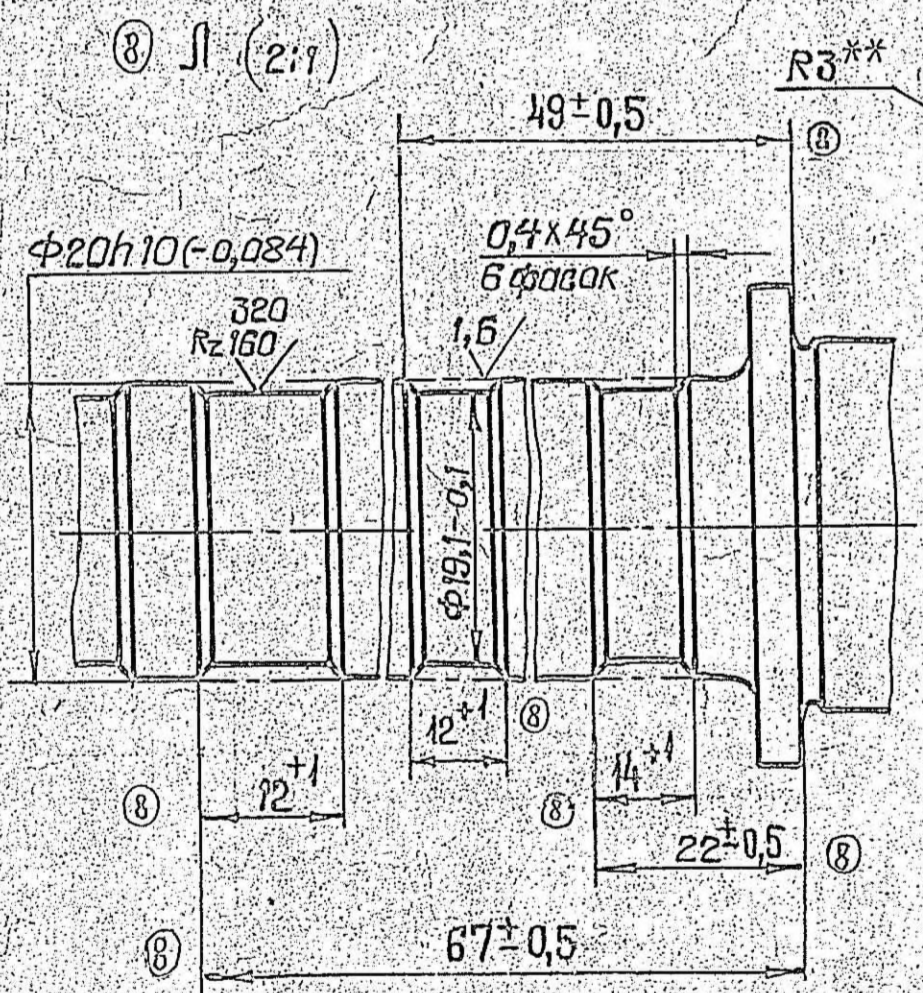 ⑧ Л (2:1)
R3**
49±0,5
⑧
Ф20h10(-0,084)
0,4×45°
6 фасок
320
Rz160
1,6
Ф19,1-0,1
12⁺¹
⑧
12⁺¹
14⁺¹
⑧
⑧
22±0,5
⑧
67±0,5
⑧